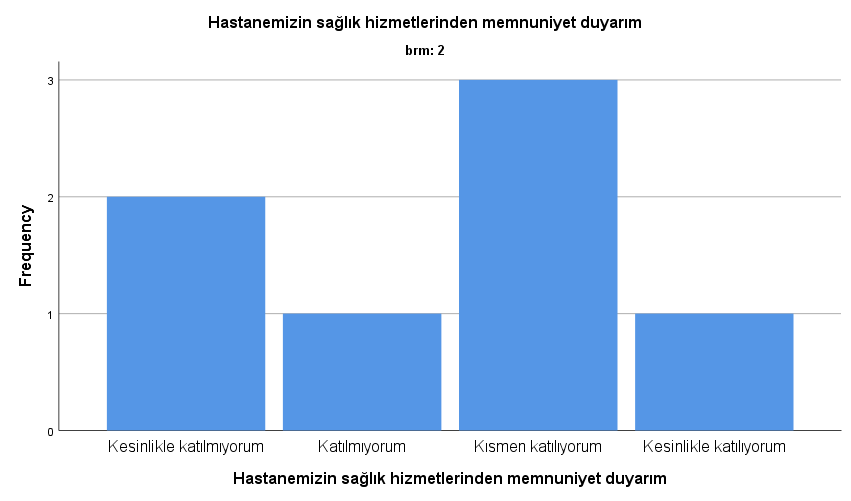 Hastanemizin sağlık hizmetlerinden memnuniyet duyarım
brm: 2
3
2
1
0
Frequency
Kesinlikle katılmıyorum
Katılmıyorum
Kısmen katılıyorum
Kesinlikle katılıyorum
Hastanemizin sağlık hizmetlerinden memnuniyet duyarım